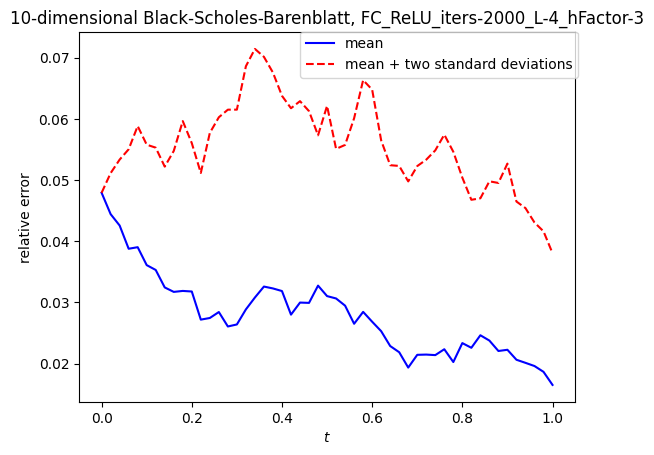 10-dimensional Black-Scholes-Barenblatt, FC_ReLU_iters-2000_L-4_hFactor-3
mean
mean + two standard deviations
0.07
0.06
0.05
0.04
0.03
0.02
relative error
0.0 0.2 0.4 0.6 0.8 1.0
t